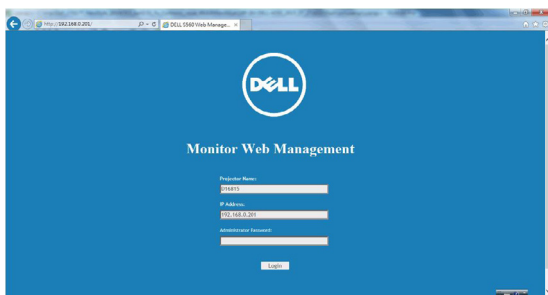 http://192.168.0.201/
DELL S560 Web Manage...
DELL
Monitor Web Management
Projector Name:
IP Address:
192.168.0.201
Administrator Password:
Login